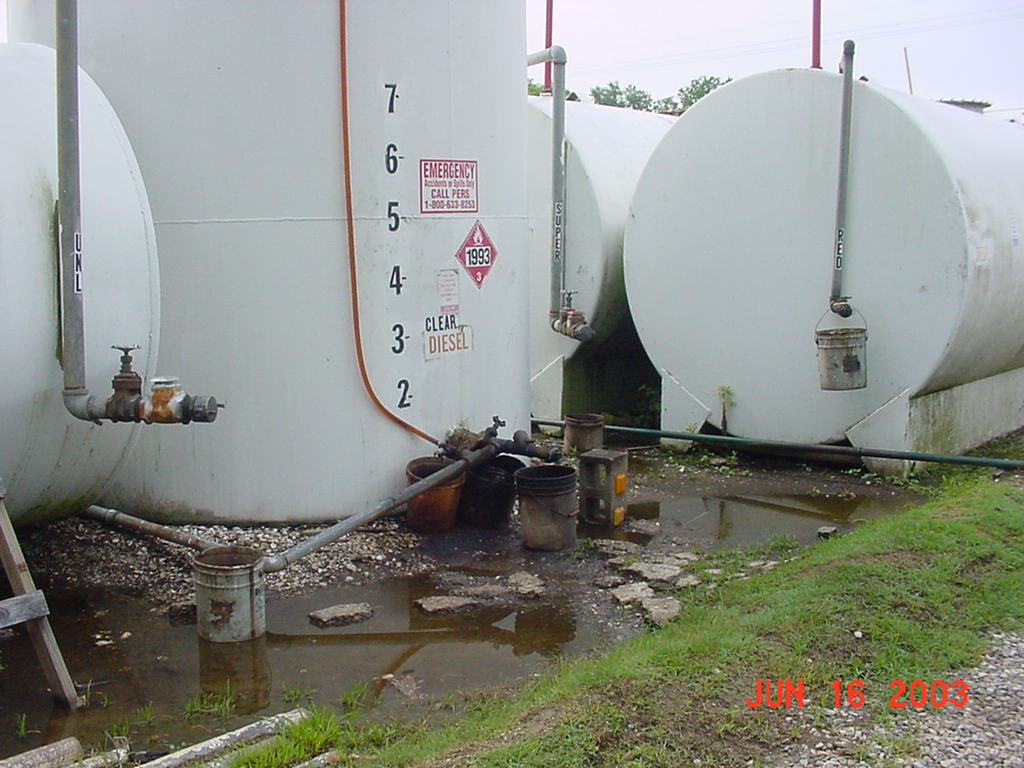 7-
6-
5
4-
3-
2-
EMERGENCY
Accidents or Spills Only
CALL PERS
1-800-633-8253
1993
3
CLEAR
DIESEL
UNL
SUPER
RED
JUN 16 2003